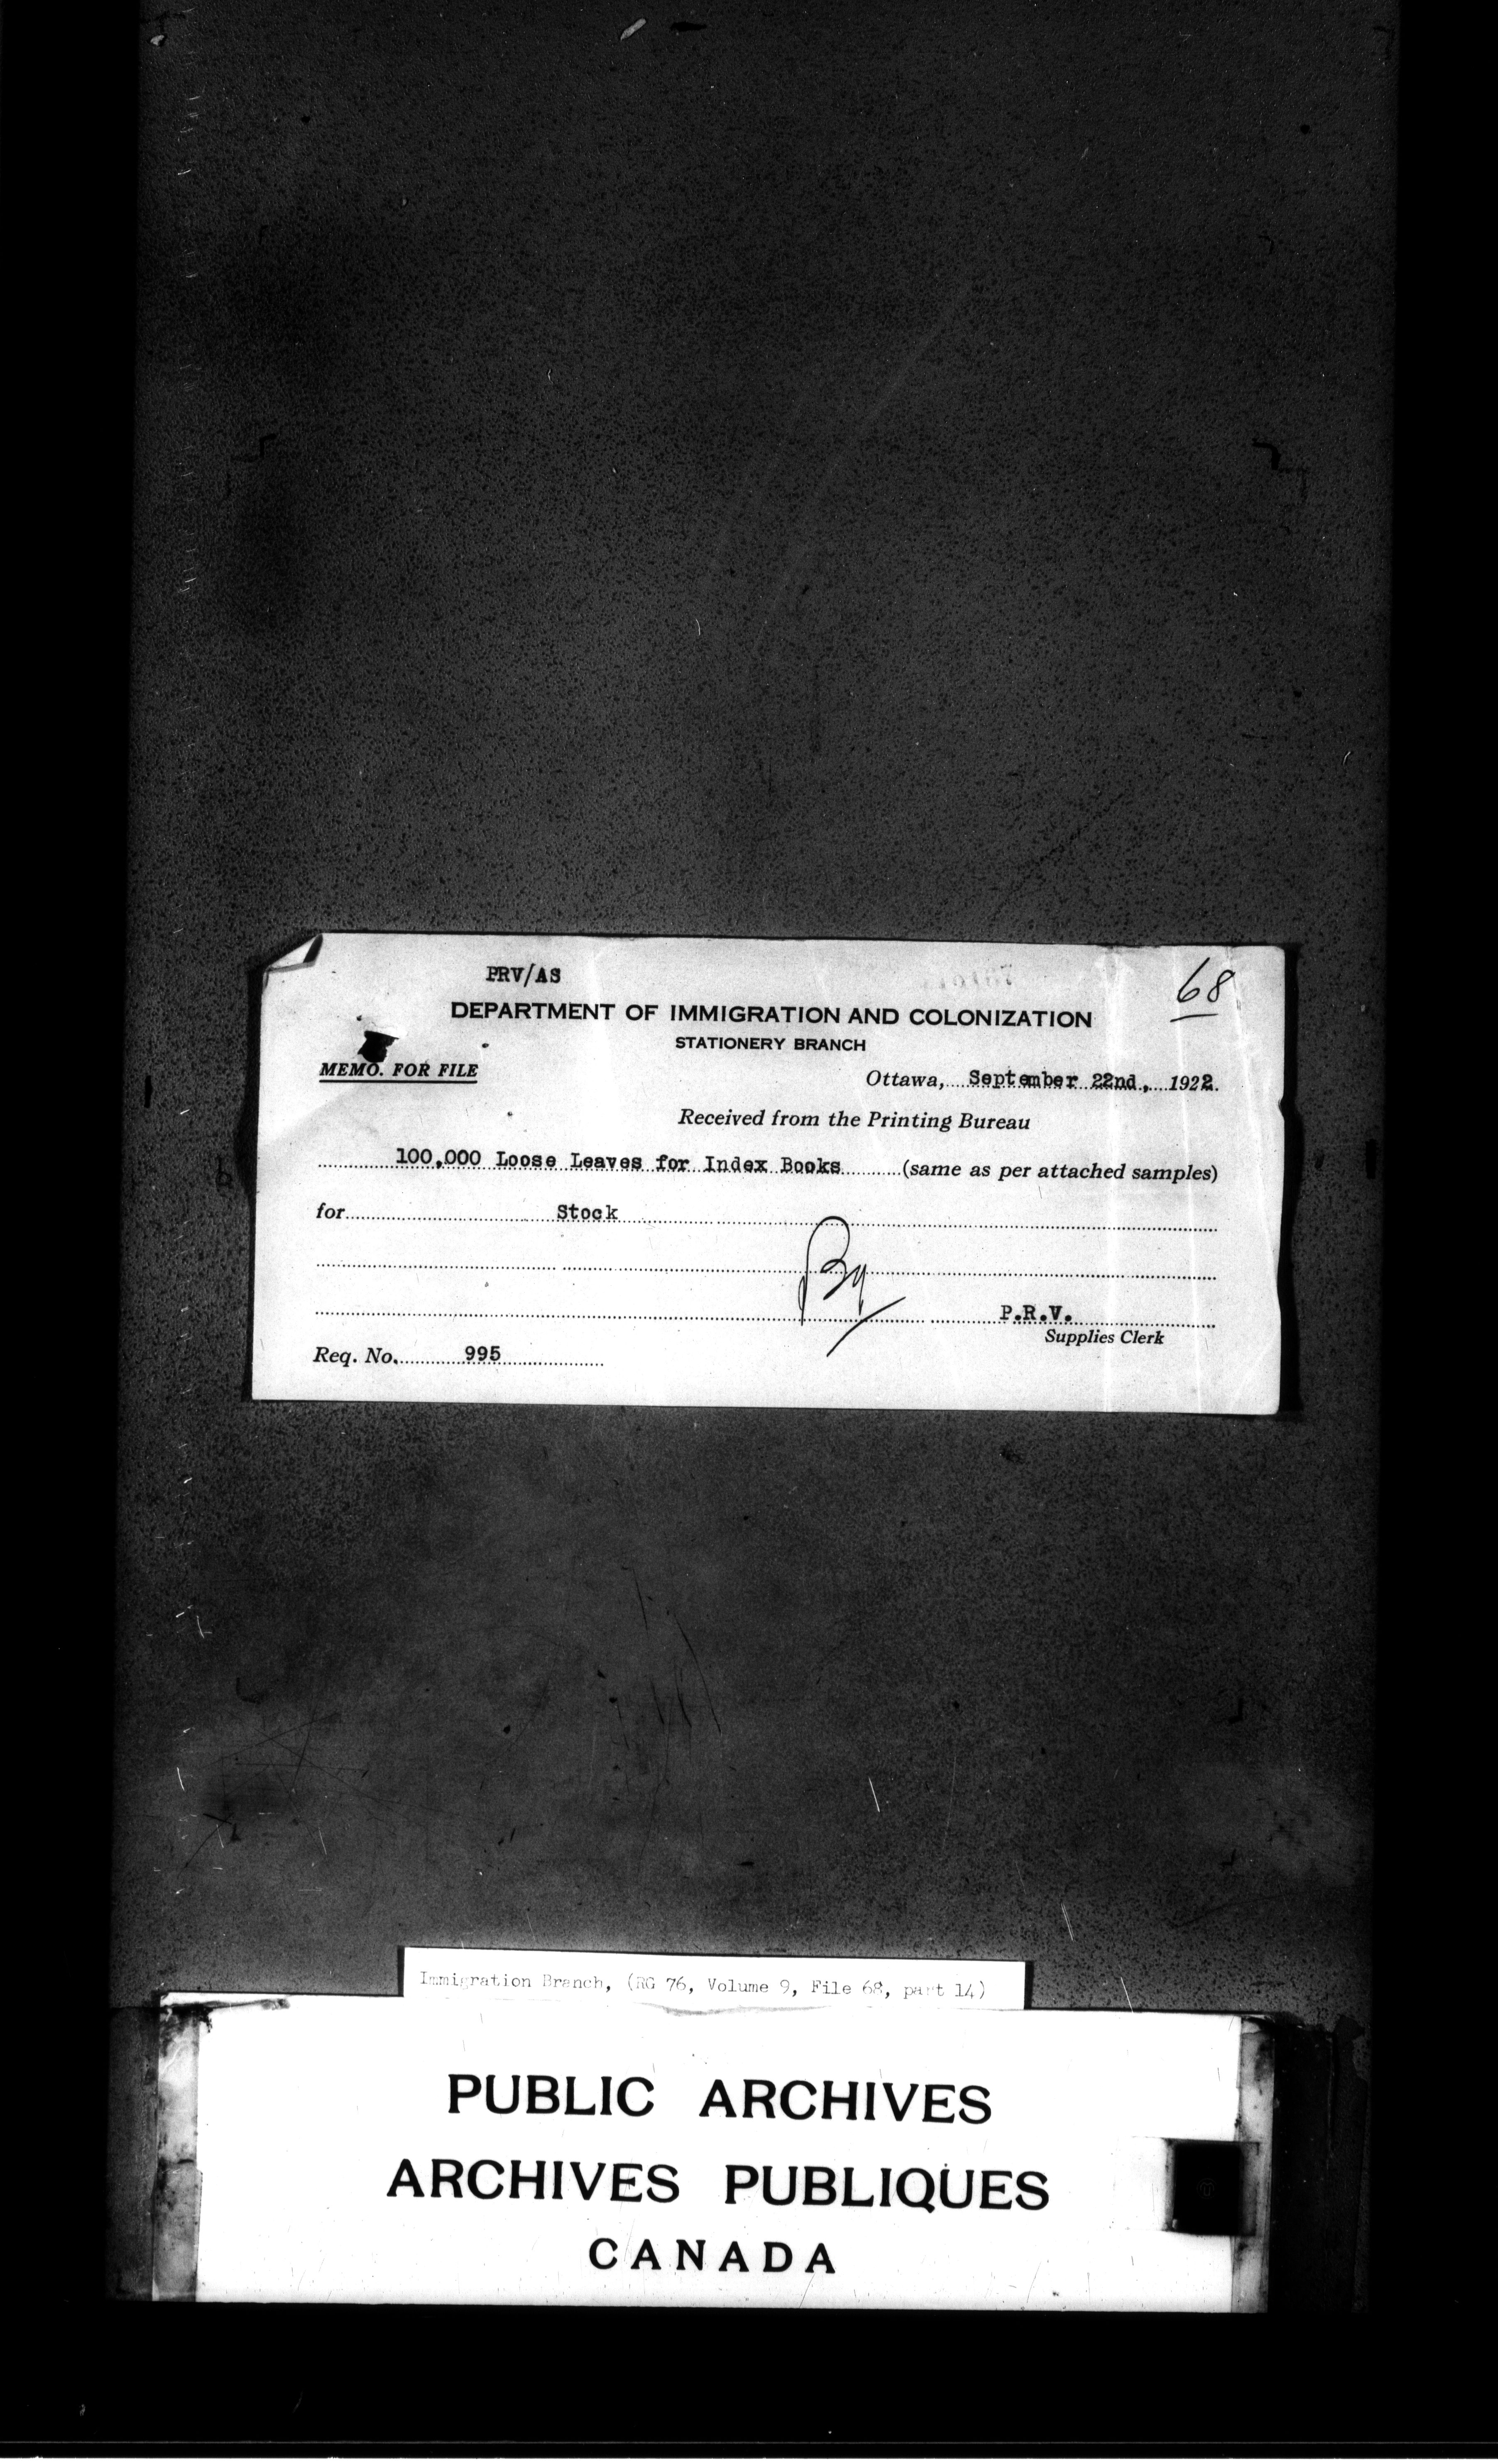 PRV/AS
68
DEPARTMENT OF IMMIGRATION AND COLONIZATION
STATIONERY BRANCH
MEMO. FOR FILE
Ottawa, September 22nd, 1922.
Received from the Printing Bureau
100,000 Loose Leaves for Index Books (same as per attached samples)
for Stock
P.R.V.
Supplies Clerk
Req. No. 995
Immigration Branch, (RG 76, Volume 9, File 68, part 14)
PUBLIC ARCHIVES
ARCHIVES PUBLIQUES
CANADA